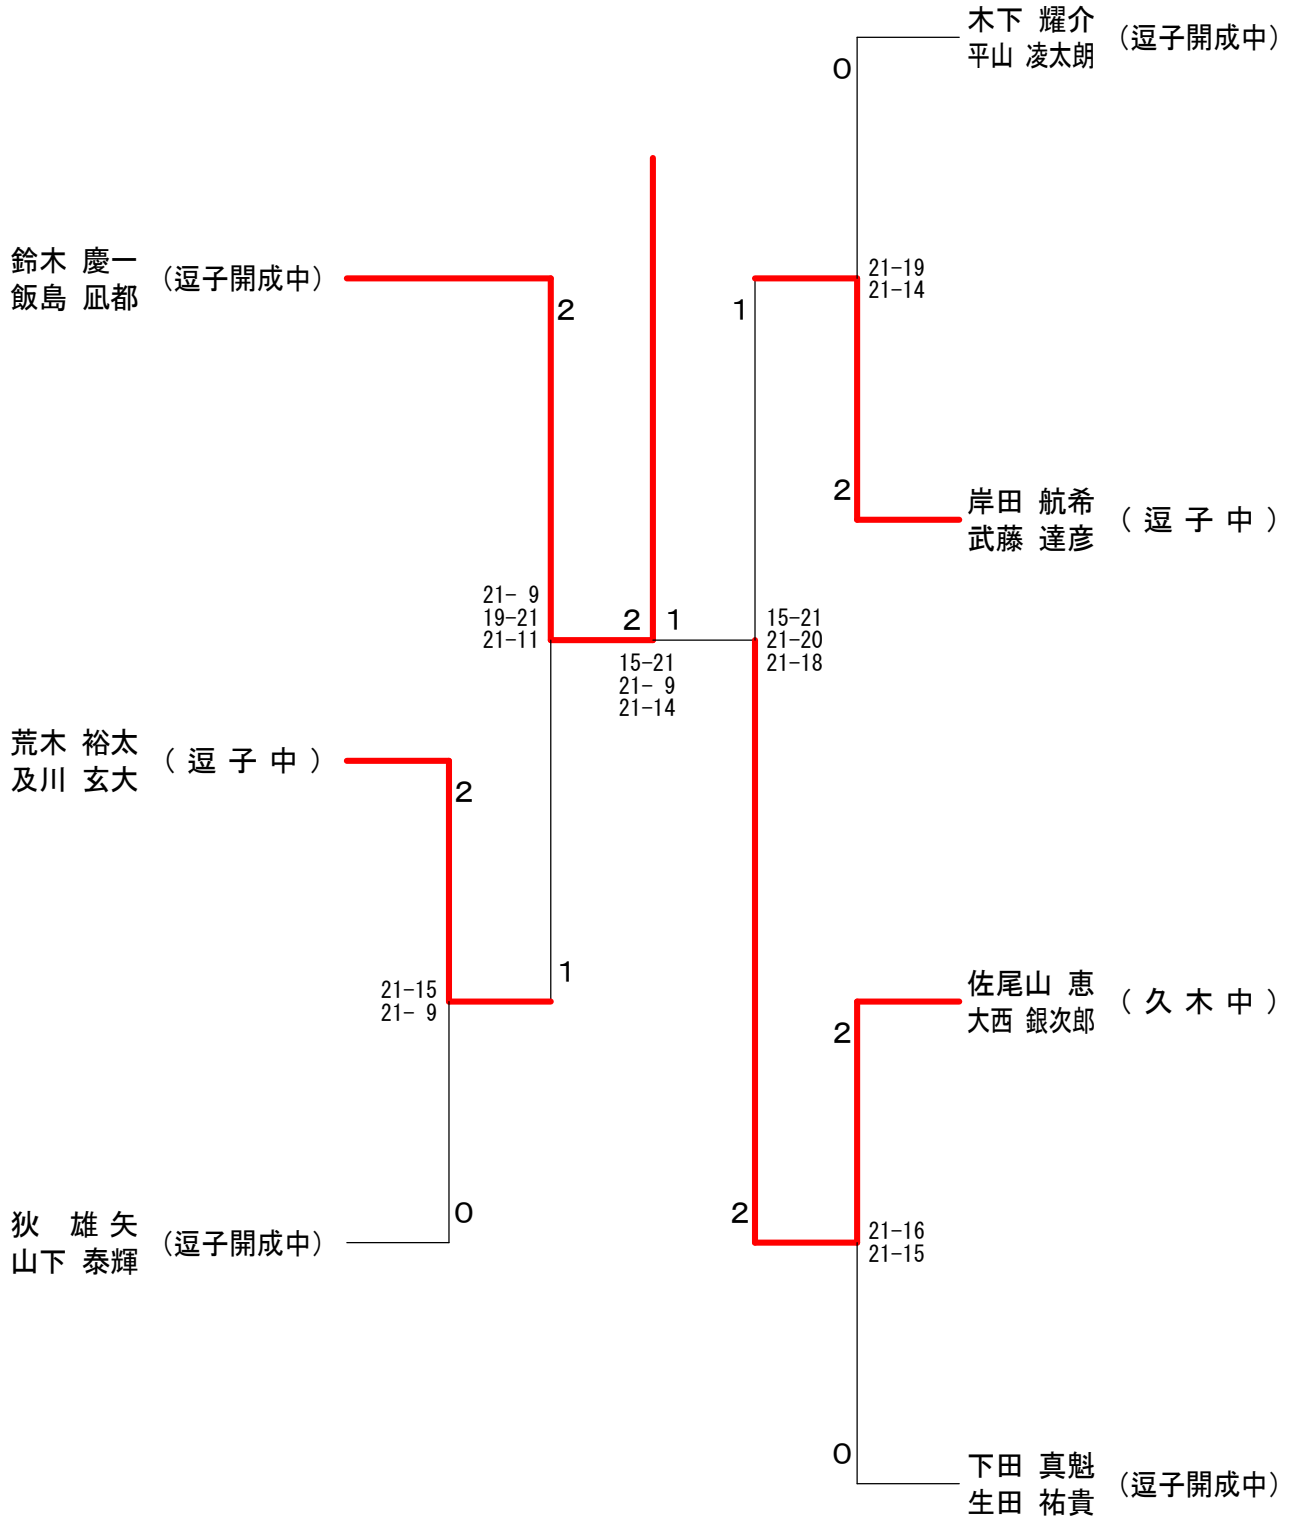 木下 耀介
平山 凌太朗
(逗子開成中)
0
鈴木 慶一
飯島 凪都
(逗子開成中)
2
1
21-19
21-14
2
岸田 航希
武藤 達彦
(逗子中)
21- 9
19-21
21-11
2 1
15-21
21- 9
21-14
15-21
21-20
21-18
荒木 裕太
及川 玄大
(逗子中)
2
21-15
21- 9
1
佐尾山 恵
大西 銀次郎
(久木中)
2
狄 雄矢
山下 泰輝
(逗子開成中)
0
2
21-16
21-15
0
下田 真魁
生田 祐貴
(逗子開成中)